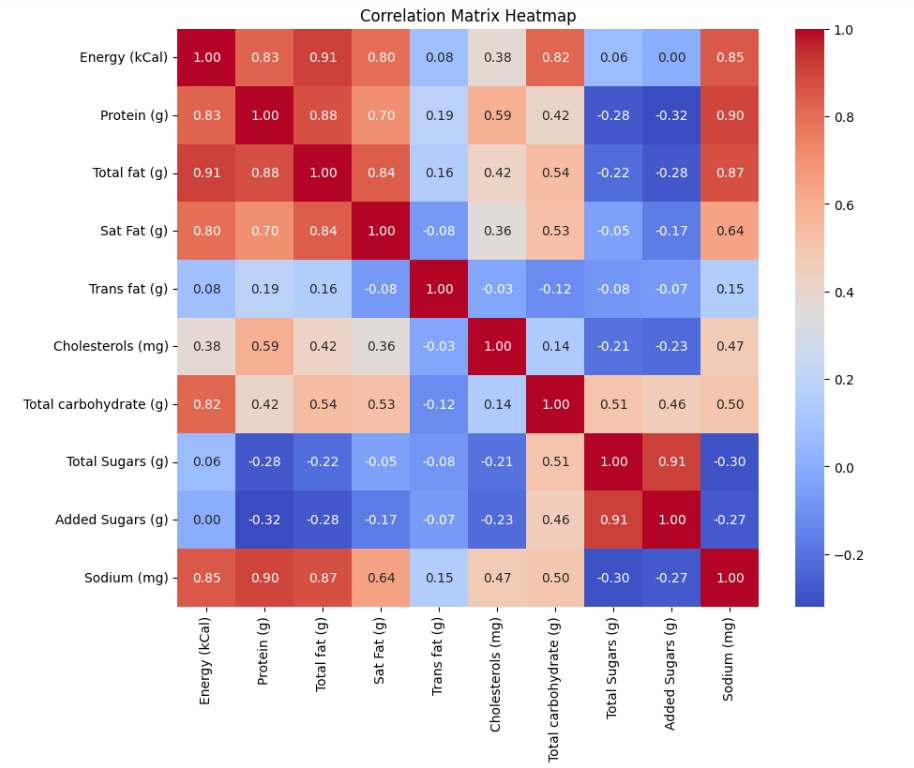 Correlation Matrix Heatmap
Energy (kCal) 1.00 0.83 0.91 0.80 0.08 0.38 0.82 0.06 0.00 0.85
Protein (g) 0.83 1.00 0.88 0.70 0.19 0.59 0.42 -0.28 -0.32 0.90
Total fat (g) 0.91 0.88 1.00 0.84 0.16 0.42 0.54 -0.22 -0.28 0.87
Sat Fat (g) 0.80 0.70 0.84 1.00 -0.08 0.36 0.53 -0.05 -0.17 0.64
Trans fat (g) 0.08 0.19 0.16 -0.08 1.00 -0.03 -0.12 -0.08 -0.07 0.15
Cholesterols (mg) 0.38 0.59 0.42 0.36 -0.03 1.00 0.14 -0.21 -0.23 0.47
Total carbohydrate (g) 0.82 0.42 0.54 0.53 -0.12 0.14 1.00 0.51 0.46 0.50
Total Sugars (g) 0.06 -0.28 -0.22 -0.05 -0.08 -0.21 0.51 1.00 0.91 -0.30
Added Sugars (g) 0.00 -0.32 -0.28 -0.17 -0.07 -0.23 0.46 0.91 1.00 -0.27
Sodium (mg) 0.85 0.90 0.87 0.64 0.15 0.47 0.50 -0.30 -0.27 1.00
Energy (kCal)
Protein (g)
Total fat (g)
Sat Fat (g)
Trans fat (g)
Cholesterols (mg)
Total carbohydrate (g)
Total Sugars (g)
Added Sugars (g)
Sodium (mg)
1.0
0.8
0.6
0.4
0.2
0.0
−0.2